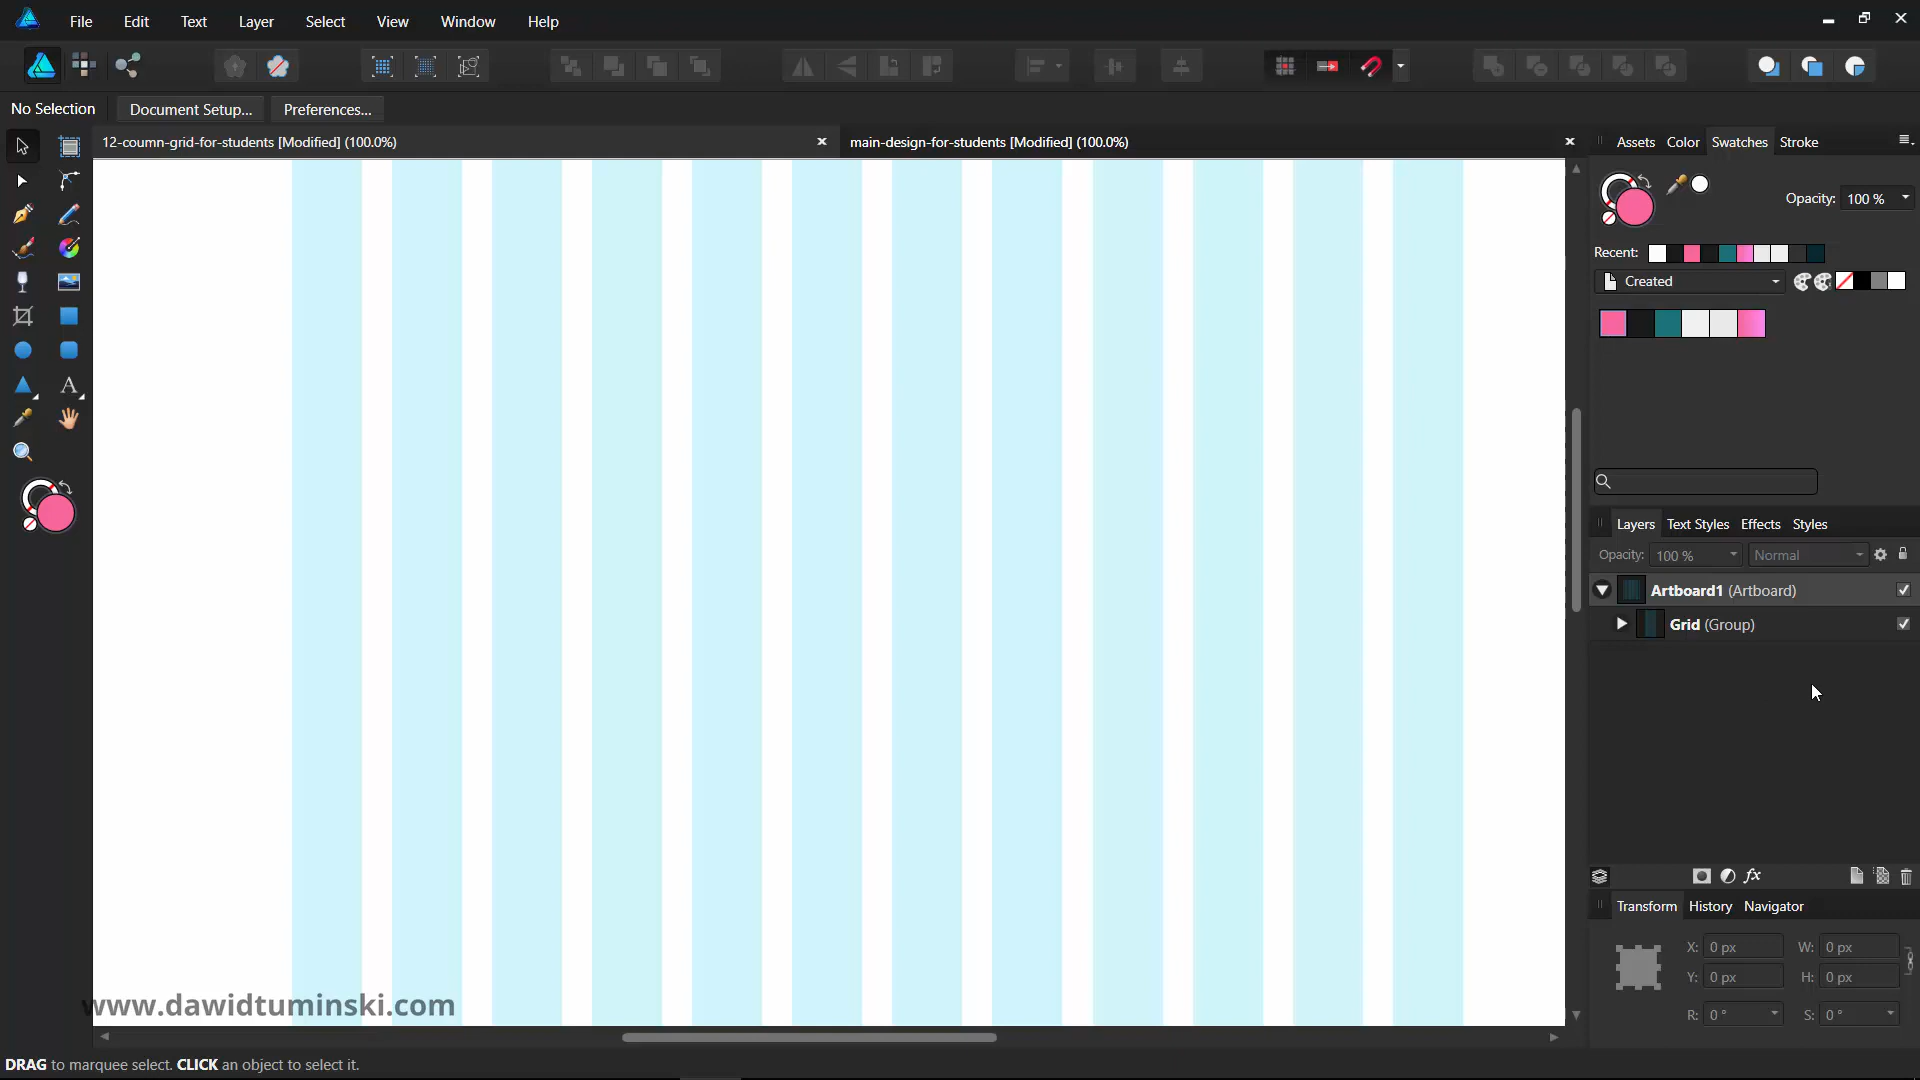 File Edit Text Layer Select View Window Help
No Selection Document Setup... Preferences...
12-coumn-grid-for-students [Modified] (100.0%)
main-design-for-students [Modified] (100.0%)
Assets Color Swatches Stroke
Opacity: 100 %
Recent:
Created
Layers Text Styles Effects Styles
Opacity: 100 % Normal
Artboard1 (Artboard)
Grid (Group)
fx
Transform History Navigator
X: 0 px W: 0 px
Y: 0 px H: 0 px
R: 0 ° S: 0 °
www.dawidtuminski.com
DRAG to marquee select. CLICK an object to select it.